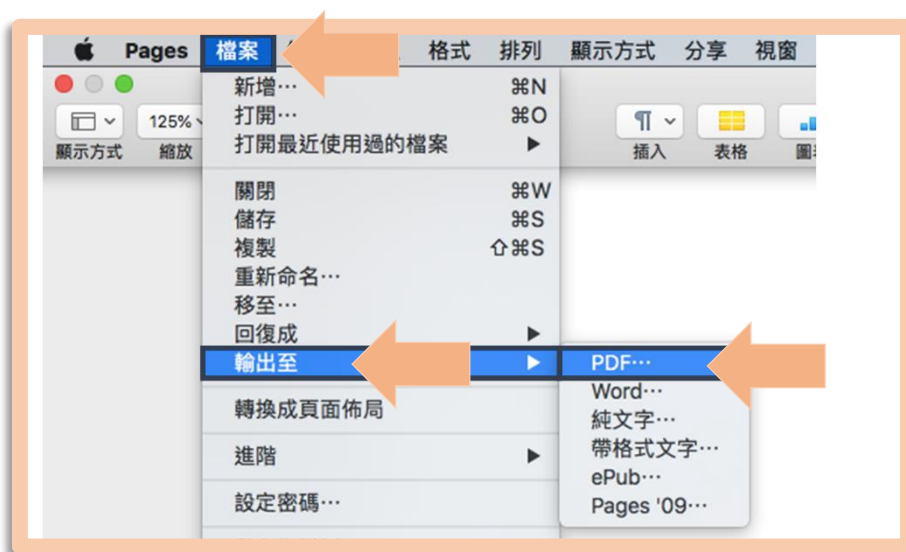 Pages 檔案 格式 排列 顯示方式 分享 視窗
125%
顯示方式 縮放 插入 表格
新增… ⌘N
打開… ⌘O
打開最近使用過的檔案 ▶
關閉 ⌘W
儲存 ⌘S
複製 ⇧⌘S
重新命名…
移至…
回復成 ▶
輸出至 ▶
轉換成頁面佈局
進階 ▶
設定密碼…
PDF…
Word…
純文字…
帶格式文字…
ePub…
Pages '09…